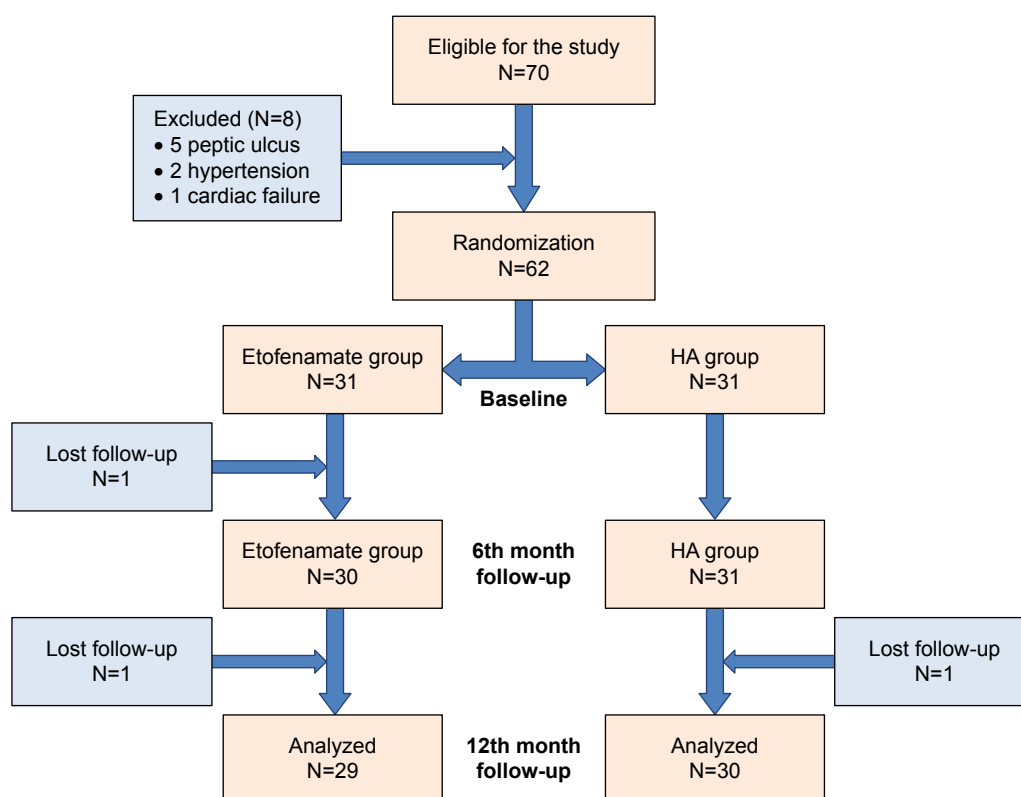 Eligible for the study
N=70
Excluded (N=8)
• 5 peptic ulcus
• 2 hypertension
• 1 cardiac failure
Randomization
N=62
Etofenamate group
N=31
HA group
N=31
Baseline
Lost follow-up
N=1
Etofenamate group
N=30
6th month
follow-up
HA group
N=31
Lost follow-up
N=1
Lost follow-up
N=1
Analyzed
N=29
12th month
follow-up
Analyzed
N=30